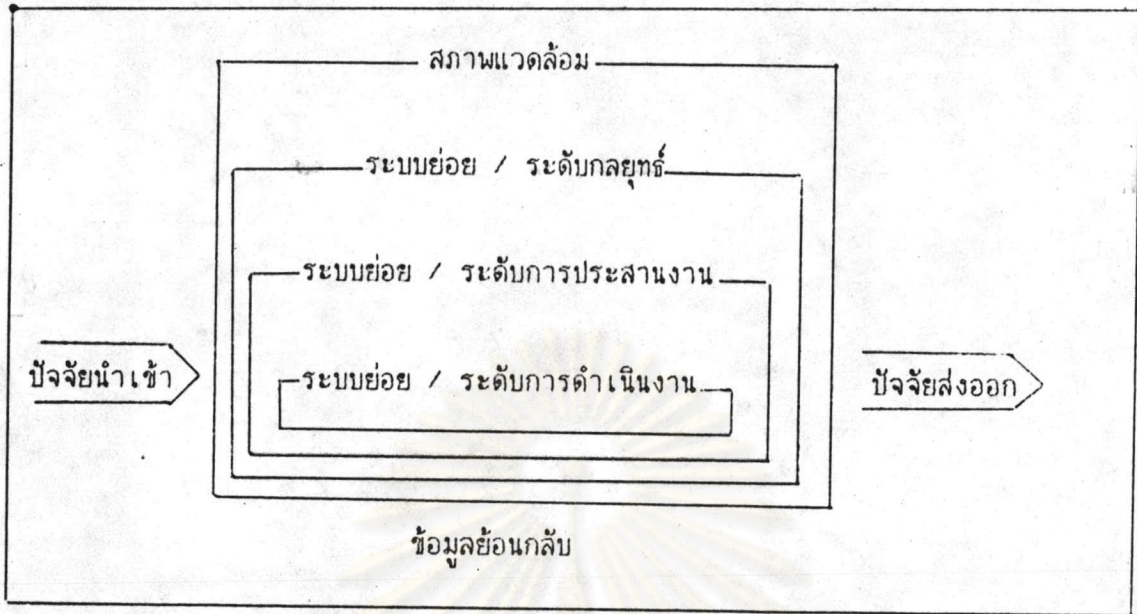 สภาพแวดล้อม
ระบบย่อย / ระดับกลยุทธ์
ระบบย่อย / ระดับการประสานงาน
ปัจจัยนำเข้า
ระบบย่อย / ระดับการดำเนินงาน
ปัจจัยส่งออก
ข้อมูลย้อนกลับ